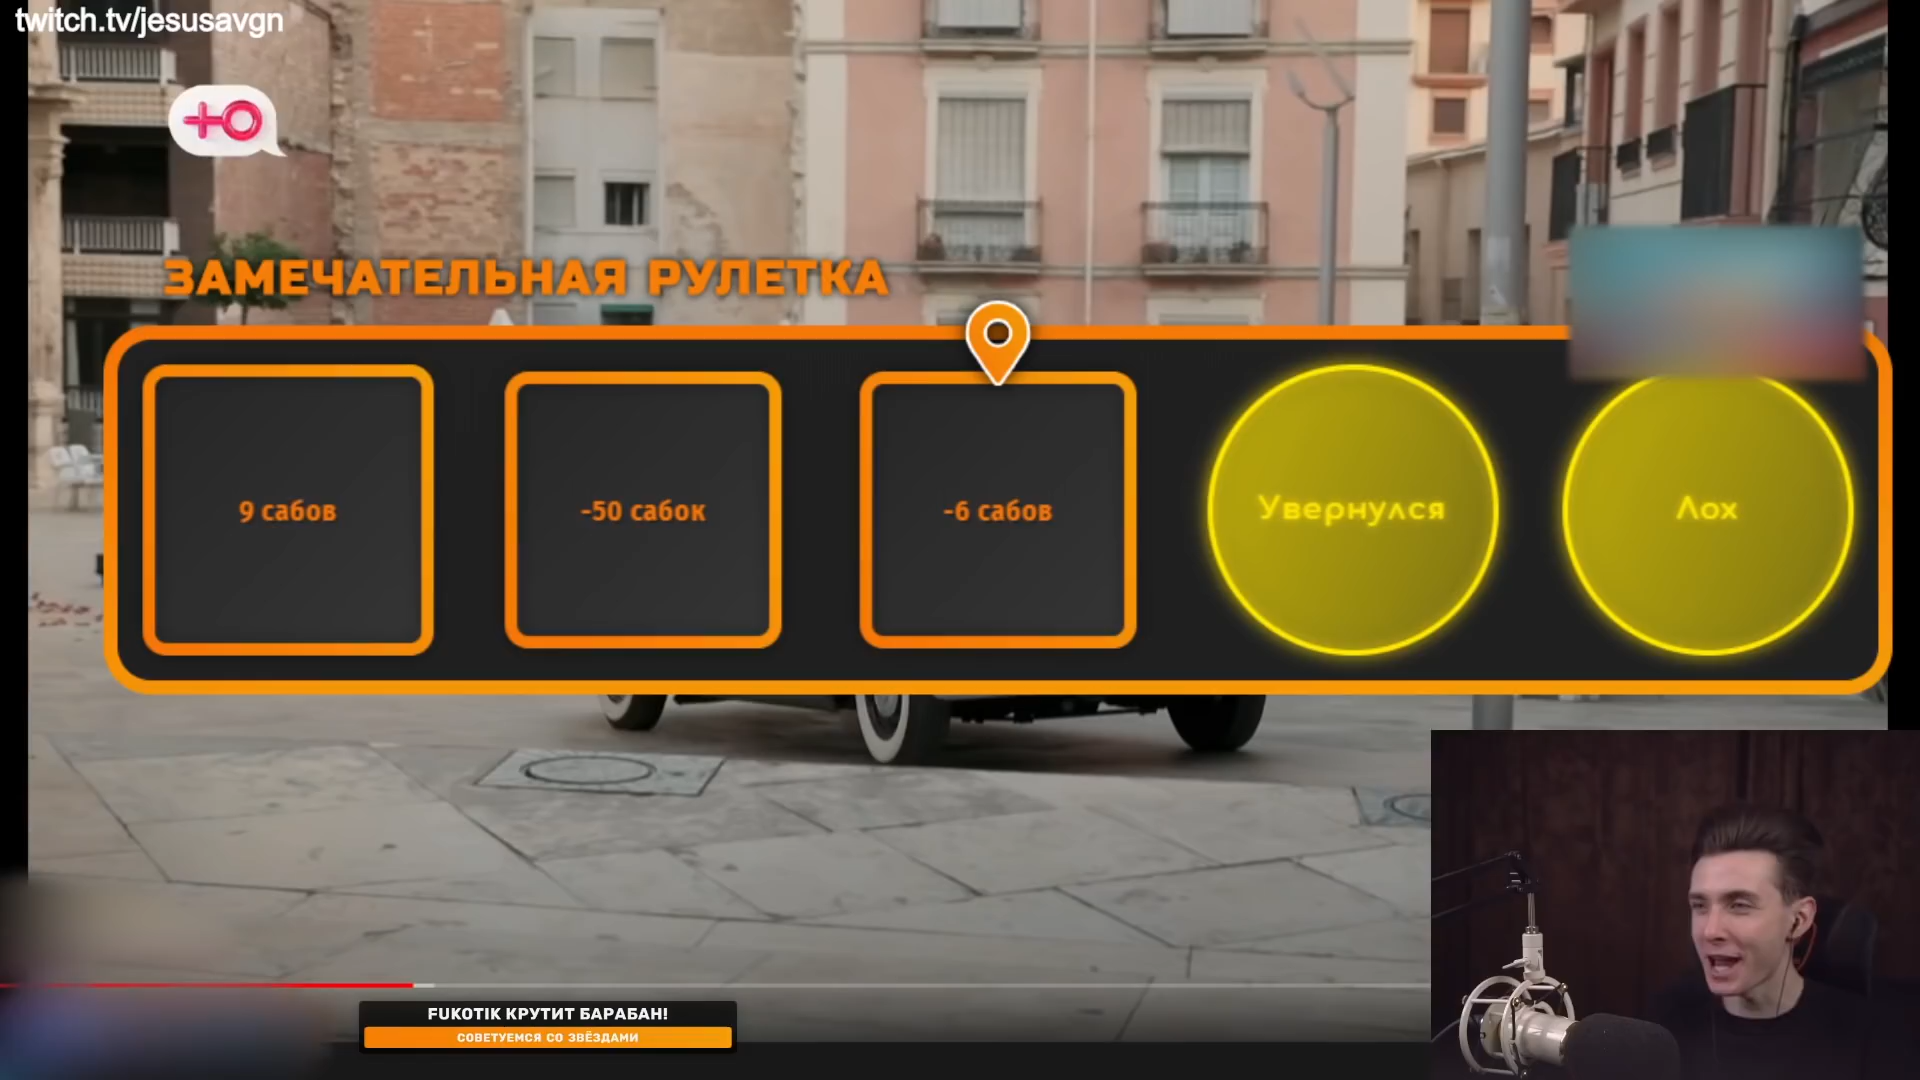 twitch.tv/jesusavgn
Ю
ЗАМЕЧАТЕЛЬНАЯ РУЛЕТКА
9 сабов
-50 сабок
-6 сабов
Увернулся
Лох
FUKOTIK КРУТИТ БАРАБАН!
СОВЕТУЕМСЯ СО ЗВЁЗДАМИ